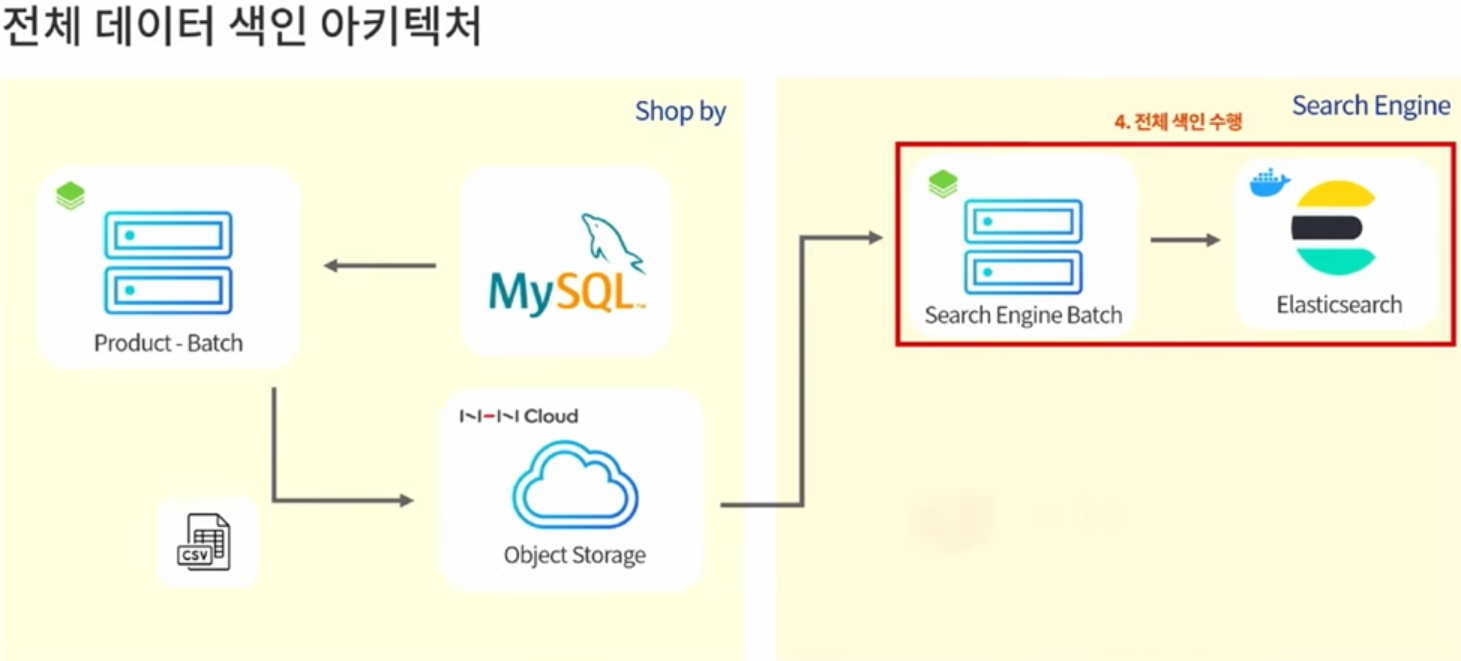 전체 데이터 색인 아키텍처
Shop by
Product - Batch
MySQL™
CSV
NHN Cloud
Object Storage
Search Engine
4. 전체 색인 수행
Search Engine Batch
Elasticsearch